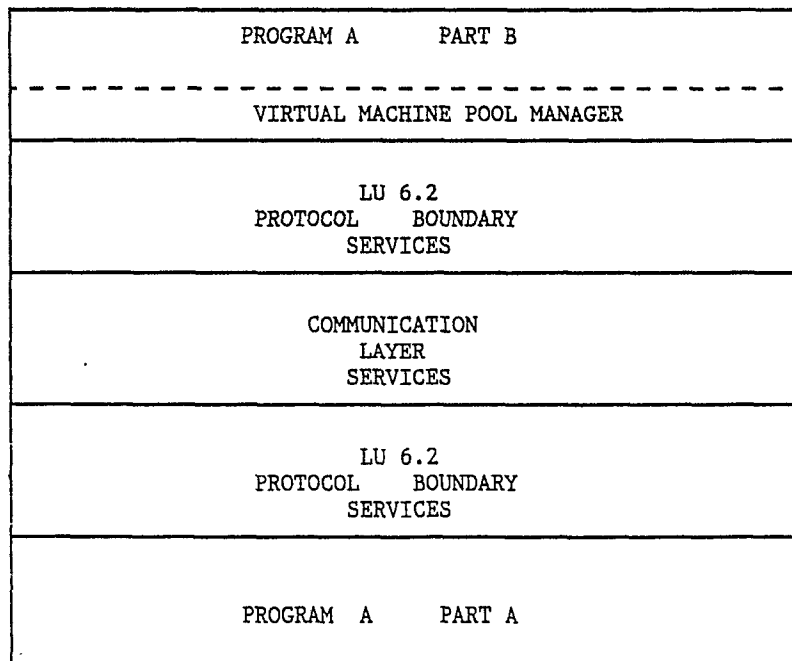 PROGRAM A PART B
VIRTUAL MACHINE POOL MANAGER
LU 6.2
PROTOCOL BOUNDARY
SERVICES
COMMUNICATION
LAYER
SERVICES
LU 6.2
PROTOCOL BOUNDARY
SERVICES
PROGRAM A PART A